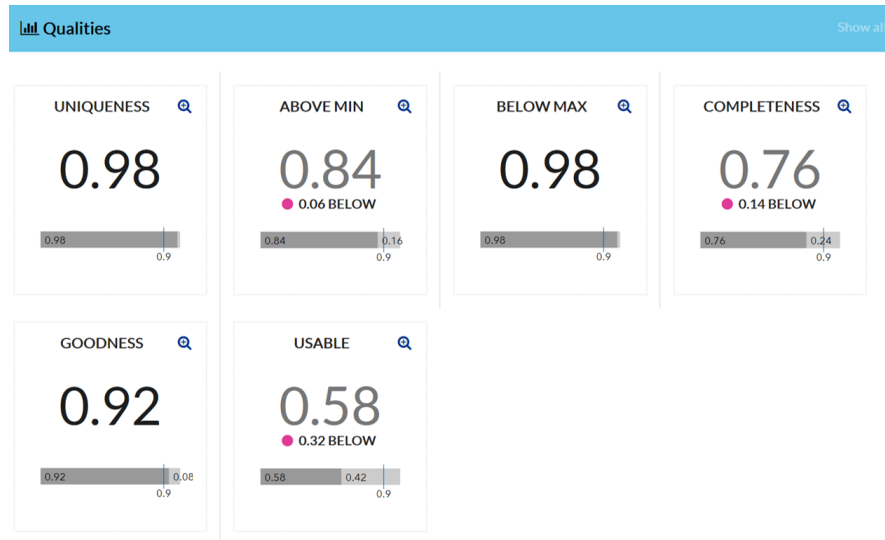 Qualities
Show all
UNIQUENESS
0.98
0.98
0.9
ABOVE MIN
0.84
0.06 BELOW
0.84 0.16
0.9
BELOW MAX
0.98
0.98
0.9
COMPLETENESS
0.76
0.14 BELOW
0.76 0.24
0.9
GOODNESS
0.92
0.92 0.08
0.9
USABLE
0.58
0.32 BELOW
0.58 0.42
0.9